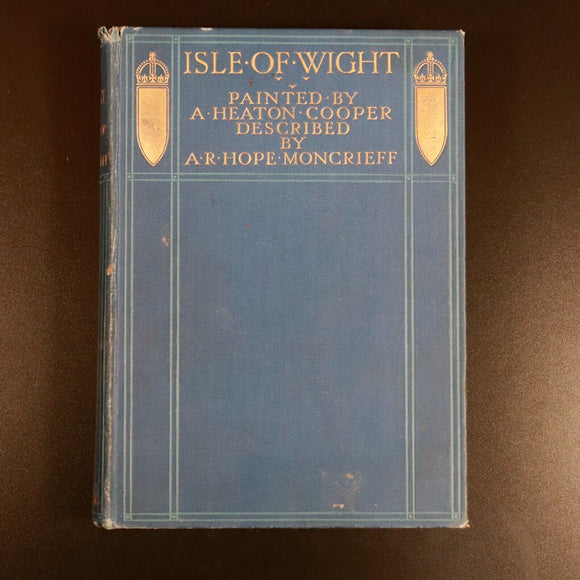 ISLE·OF·WIGHT
PAINTED·BY
A·HEATON·COOPER
DESCRIBED
BY
A·R·HOPE·MONCRIEFF